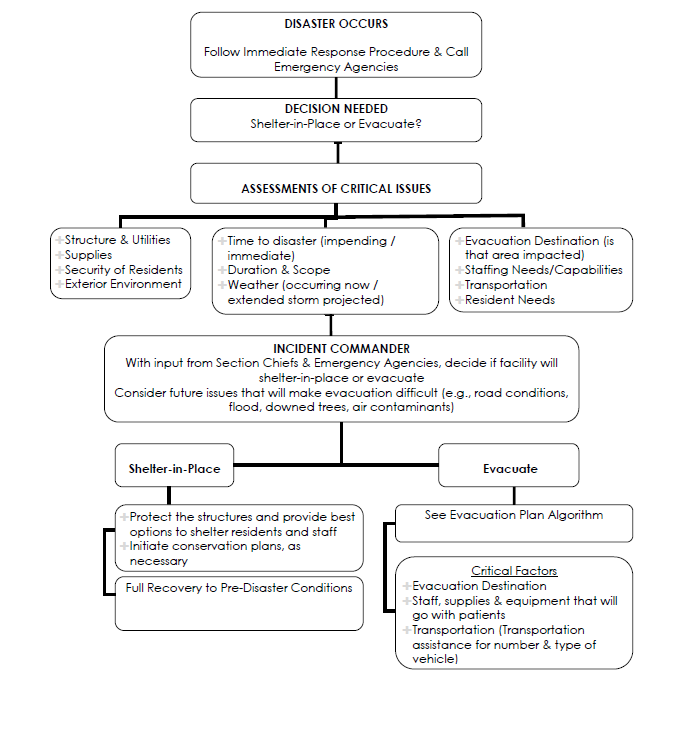 DISASTER OCCURS
Follow Immediate Response Procedure & Call
Emergency Agencies
DECISION NEEDED
Shelter-in-Place or Evacuate?
ASSESSMENTS OF CRITICAL ISSUES
+Structure & Utilities
+Supplies
+Security of Residents
+Exterior Environment
+Time to disaster (impending /
immediate)
+Duration & Scope
+Weather (occurring now /
extended storm projected)
+Evacuation Destination (is
that area impacted)
+Staffing Needs/Capabilities
+Transportation
+Resident Needs
INCIDENT COMMANDER
With input from Section Chiefs & Emergency Agencies, decide if facility will
shelter-in-place or evacuate
Consider future issues that will make evacuation difficult (e.g., road conditions,
flood, downed trees, air contaminants)
Shelter-in-Place
+Protect the structures and provide best
options to shelter residents and staff
+Initiate conservation plans, as
necessary
Full Recovery to Pre-Disaster Conditions
Evacuate
See Evacuation Plan Algorithm
Critical Factors
+Evacuation Destination
+Staff, supplies & equipment that will
go with patients
+Transportation (Transportation
assistance for number & type of
vehicle)